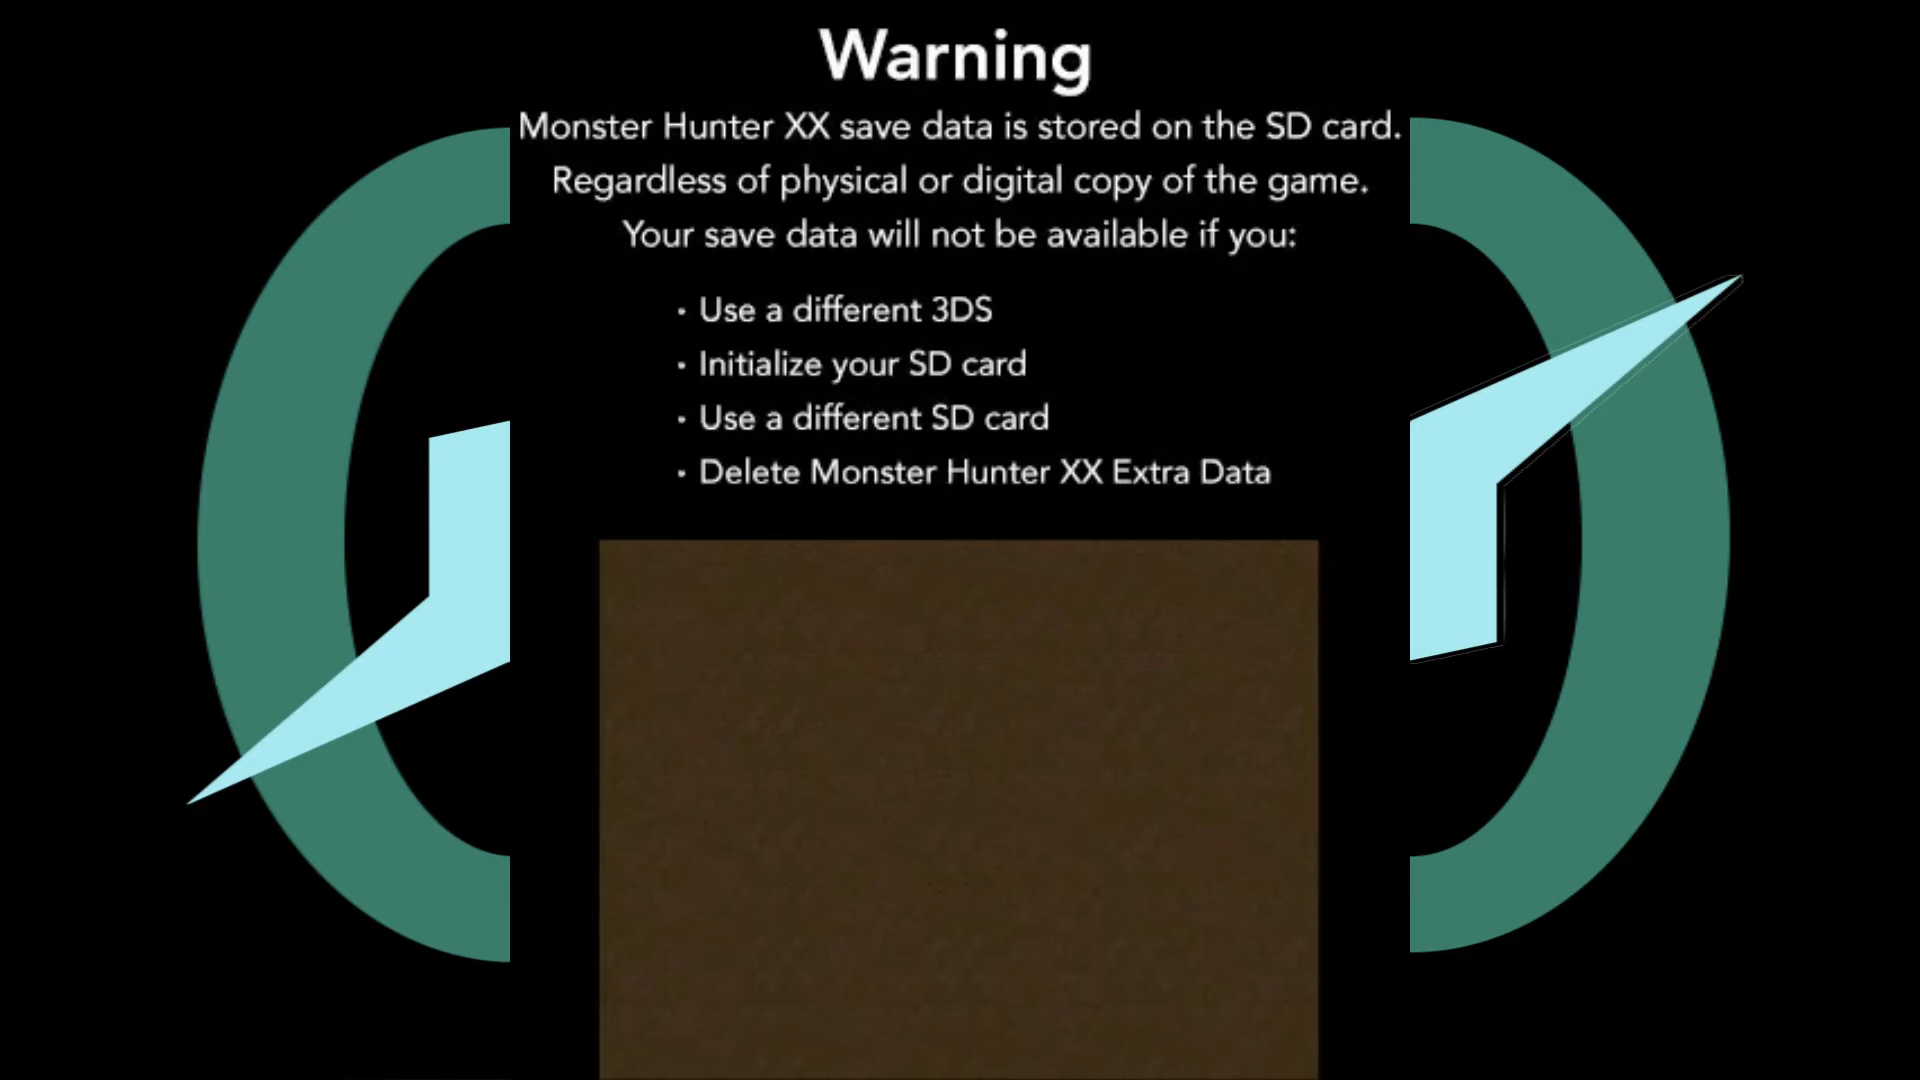 Warning
Monster Hunter XX save data is stored on the SD card.
Regardless of physical or digital copy of the game.
Your save data will not be available if you:
· Use a different 3DS
· Initialize your SD card
· Use a different SD card
· Delete Monster Hunter XX Extra Data